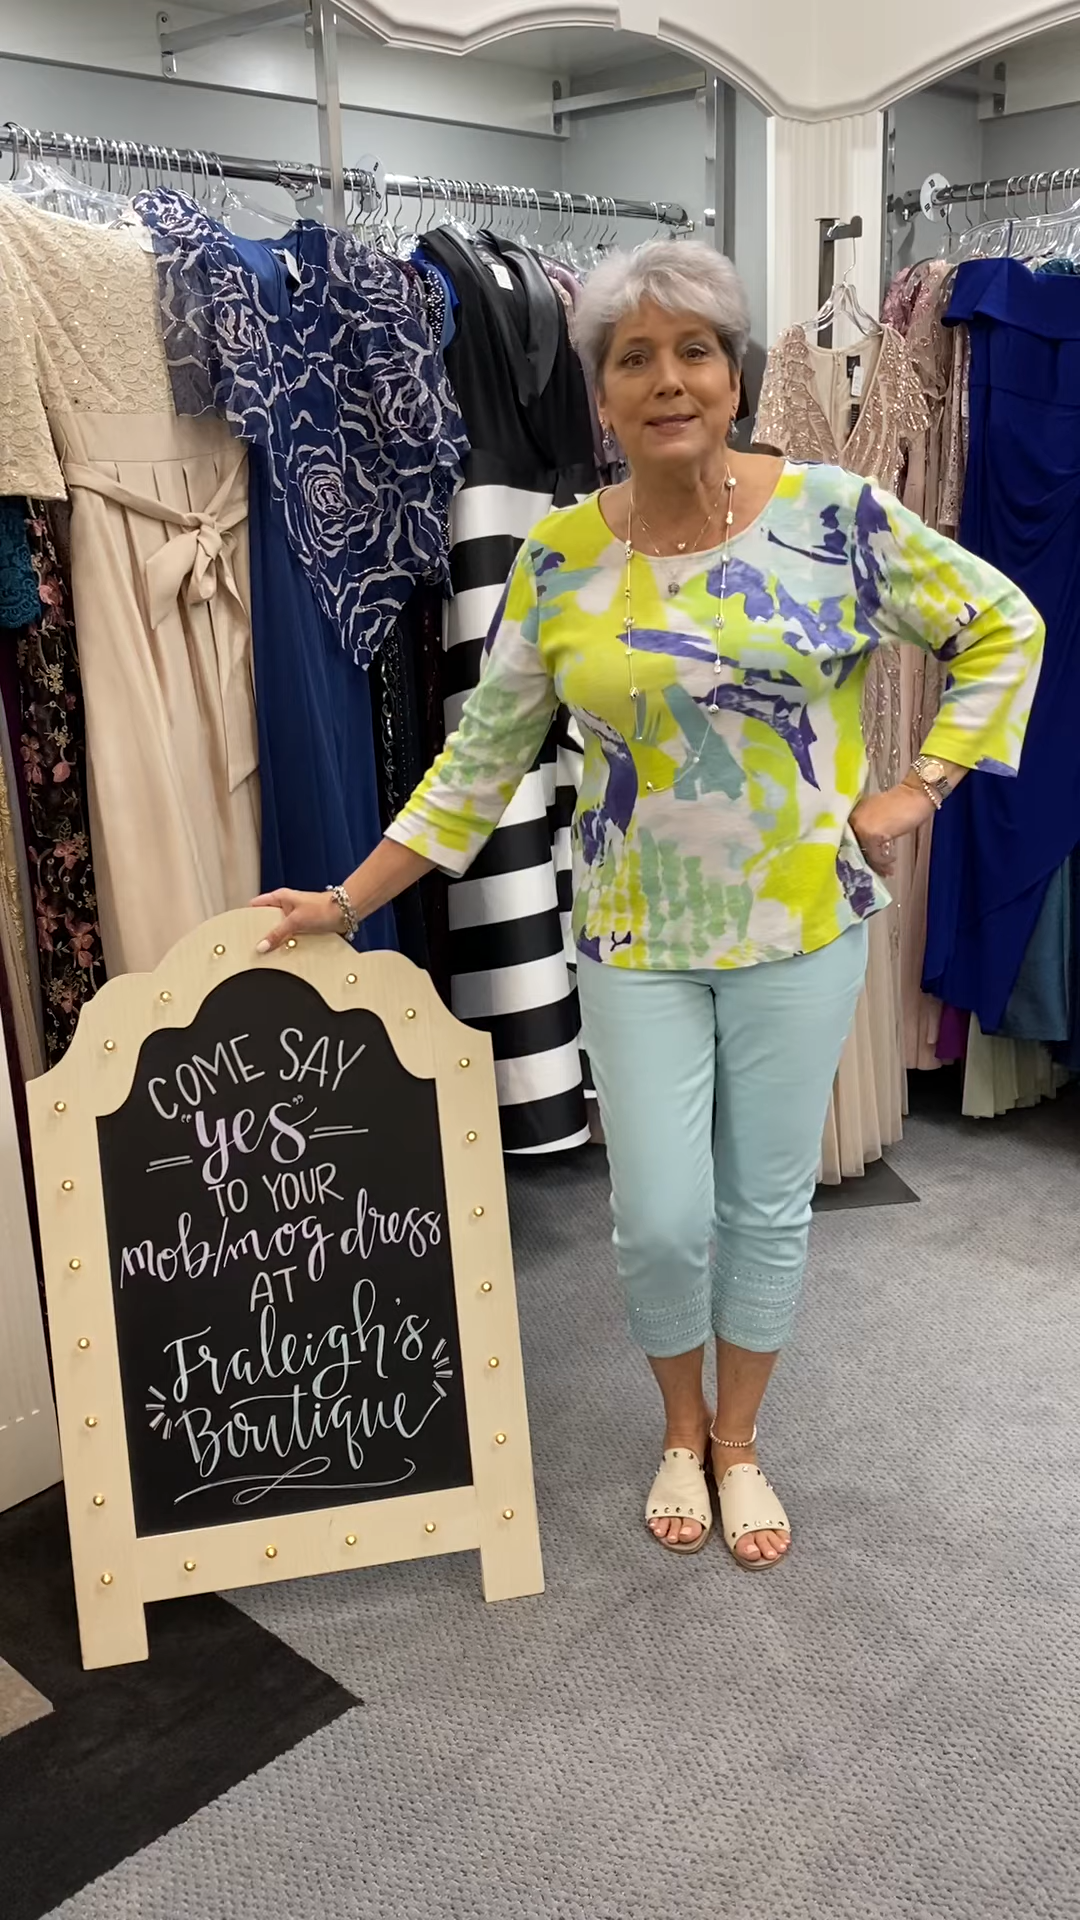 COME SAY
"yes"
TO YOUR
mob/mog dress
AT
Fraleigh's
Boutique